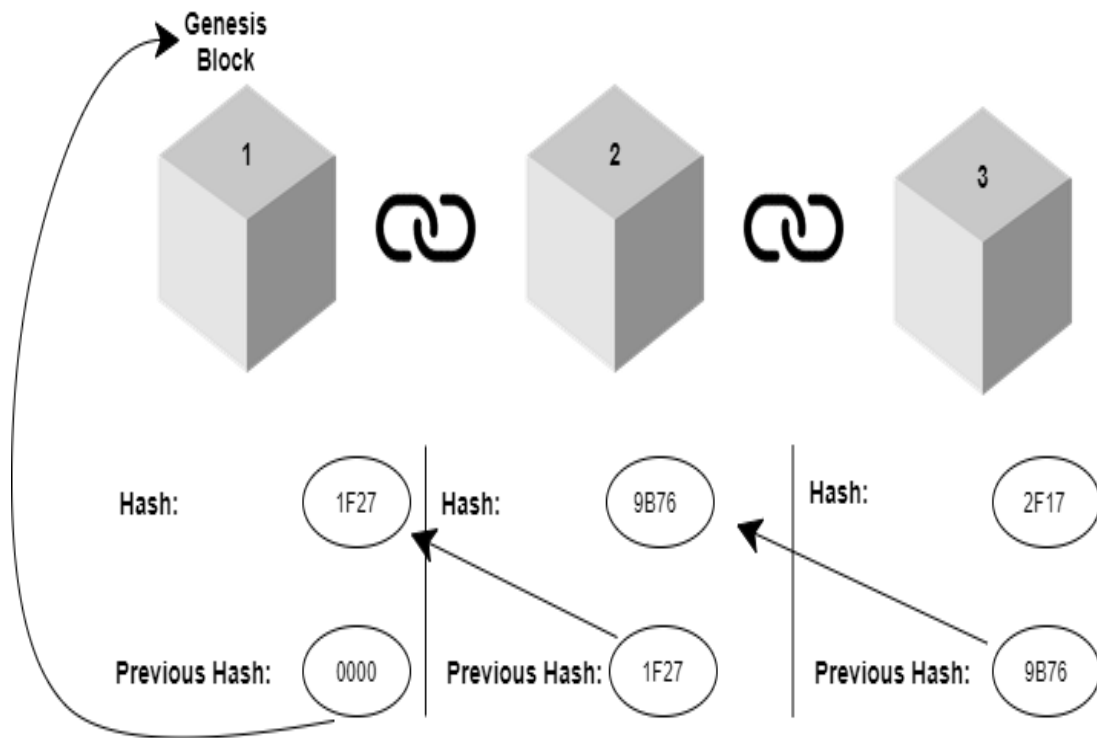 Genesis
Block
1
2
3
Hash: 1F27
Hash: 9B76
Hash: 2F17
Previous Hash: 0000
Previous Hash: 1F27
Previous Hash: 9B76